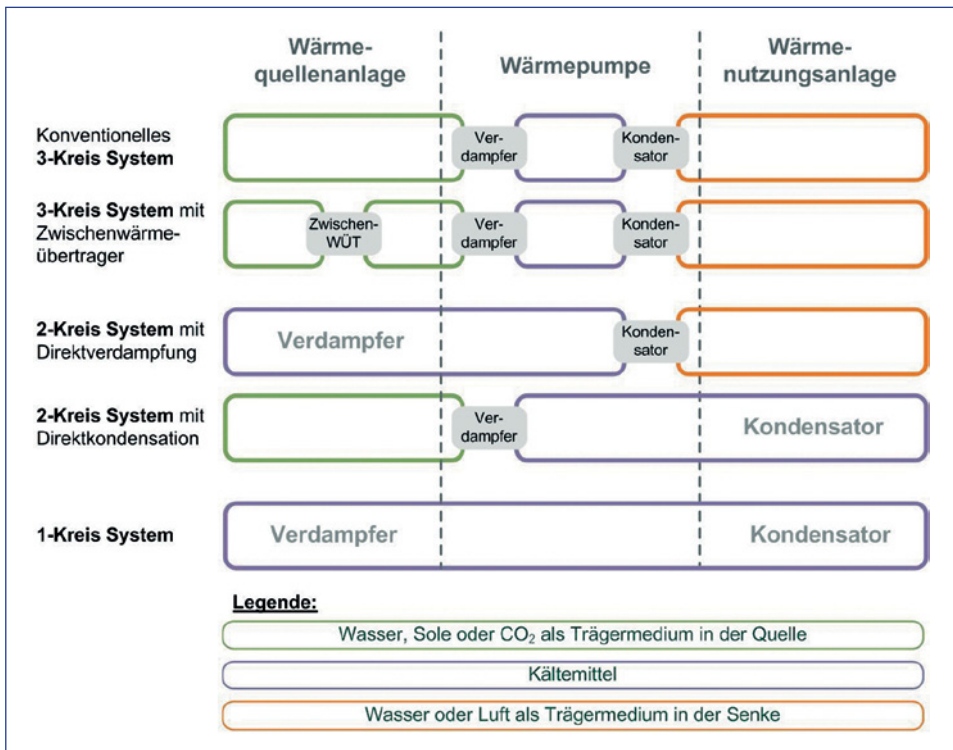 Wärme-
quellenanlage
Wärmepumpe
Wärme-
nutzungsanlage
Konventionelles
3-Kreis System
Ver-
dampfer
Konden-
sator
3-Kreis System mit
Zwischenwärme-
übertrager
Zwischen-
WÜT
Ver-
dampfer
Konden-
sator
2-Kreis System mit
Direktverdampfung
Verdampfer
Konden-
sator
2-Kreis System mit
Direktkondensation
Ver-
dampfer
Kondensator
1-Kreis System
Verdampfer
Kondensator
Legende:
Wasser, Sole oder CO₂ als Trägermedium in der Quelle
Kältemittel
Wasser oder Luft als Trägermedium in der Senke